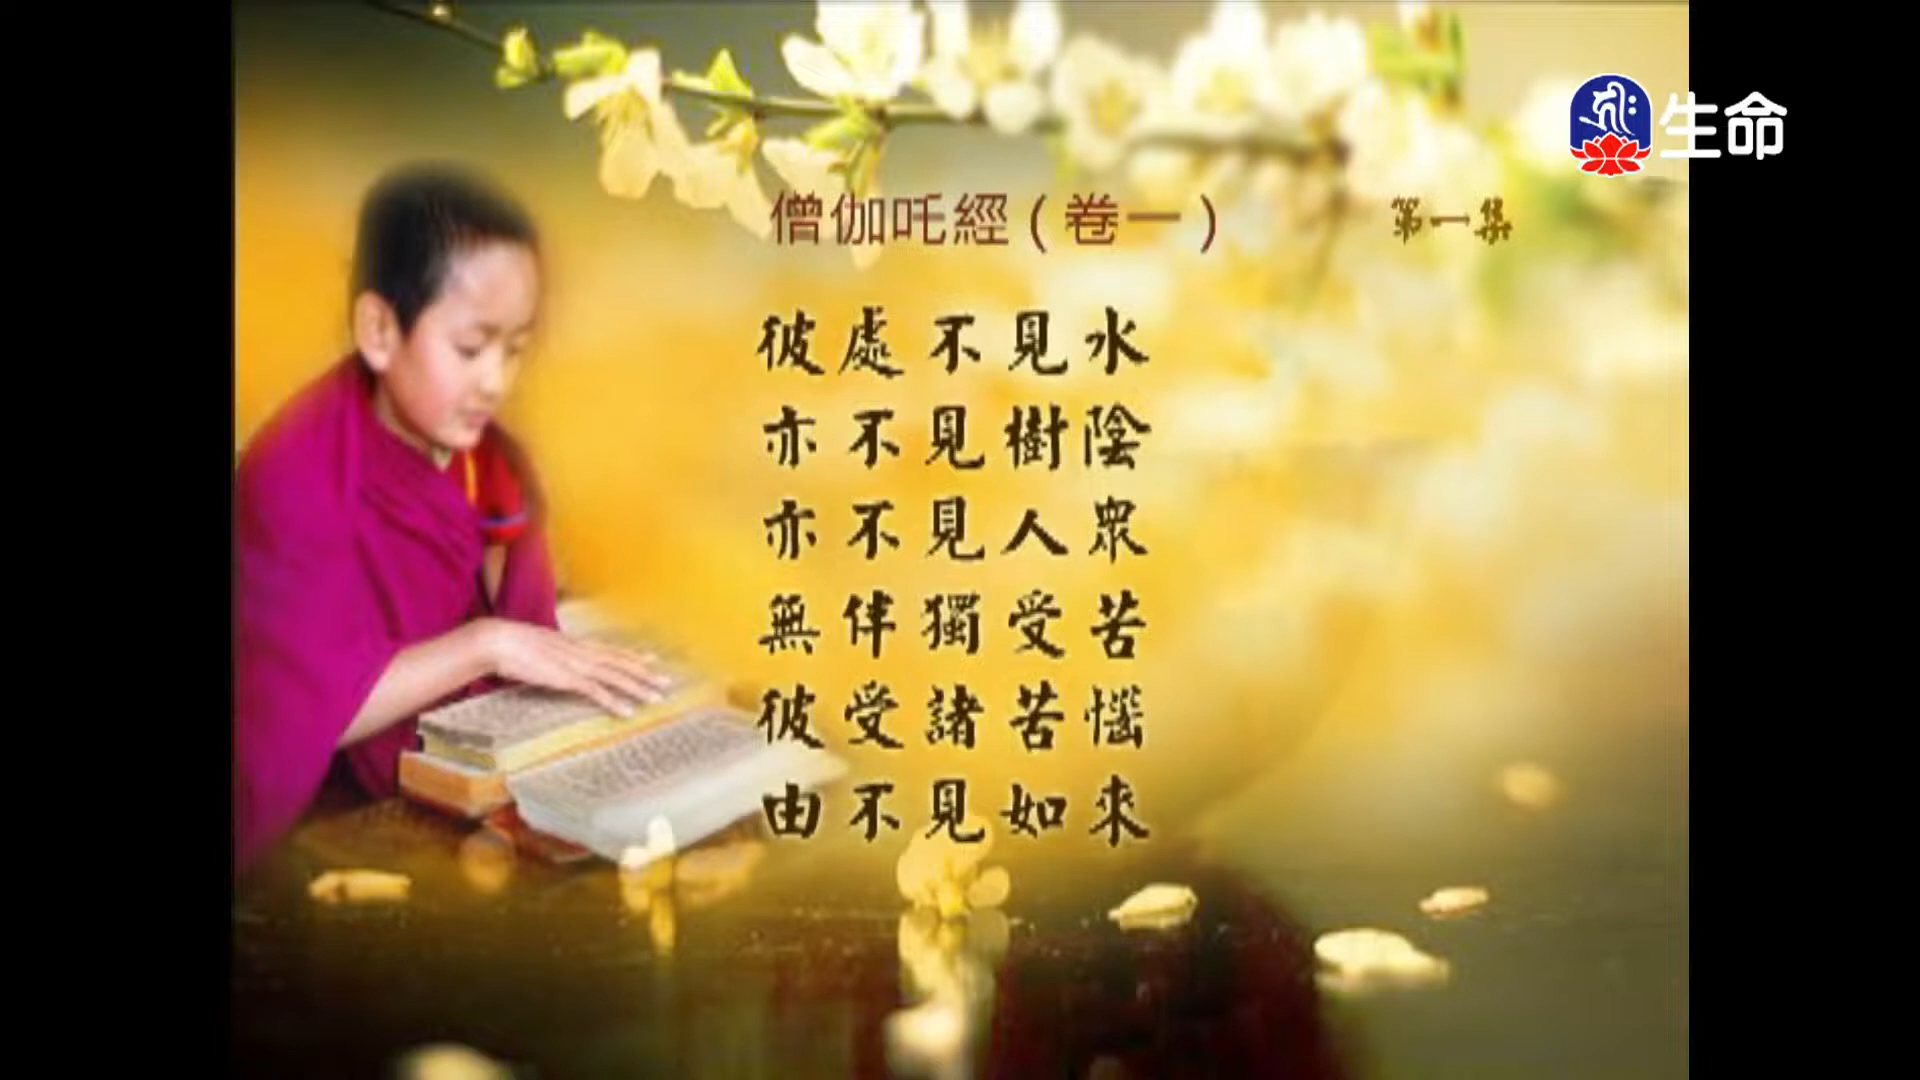 生命
僧伽吒經(卷一) 第一集
彼處不見水
亦不見樹陰
亦不見人眾
無伴獨受苦
彼受諸苦惱
由不見如來